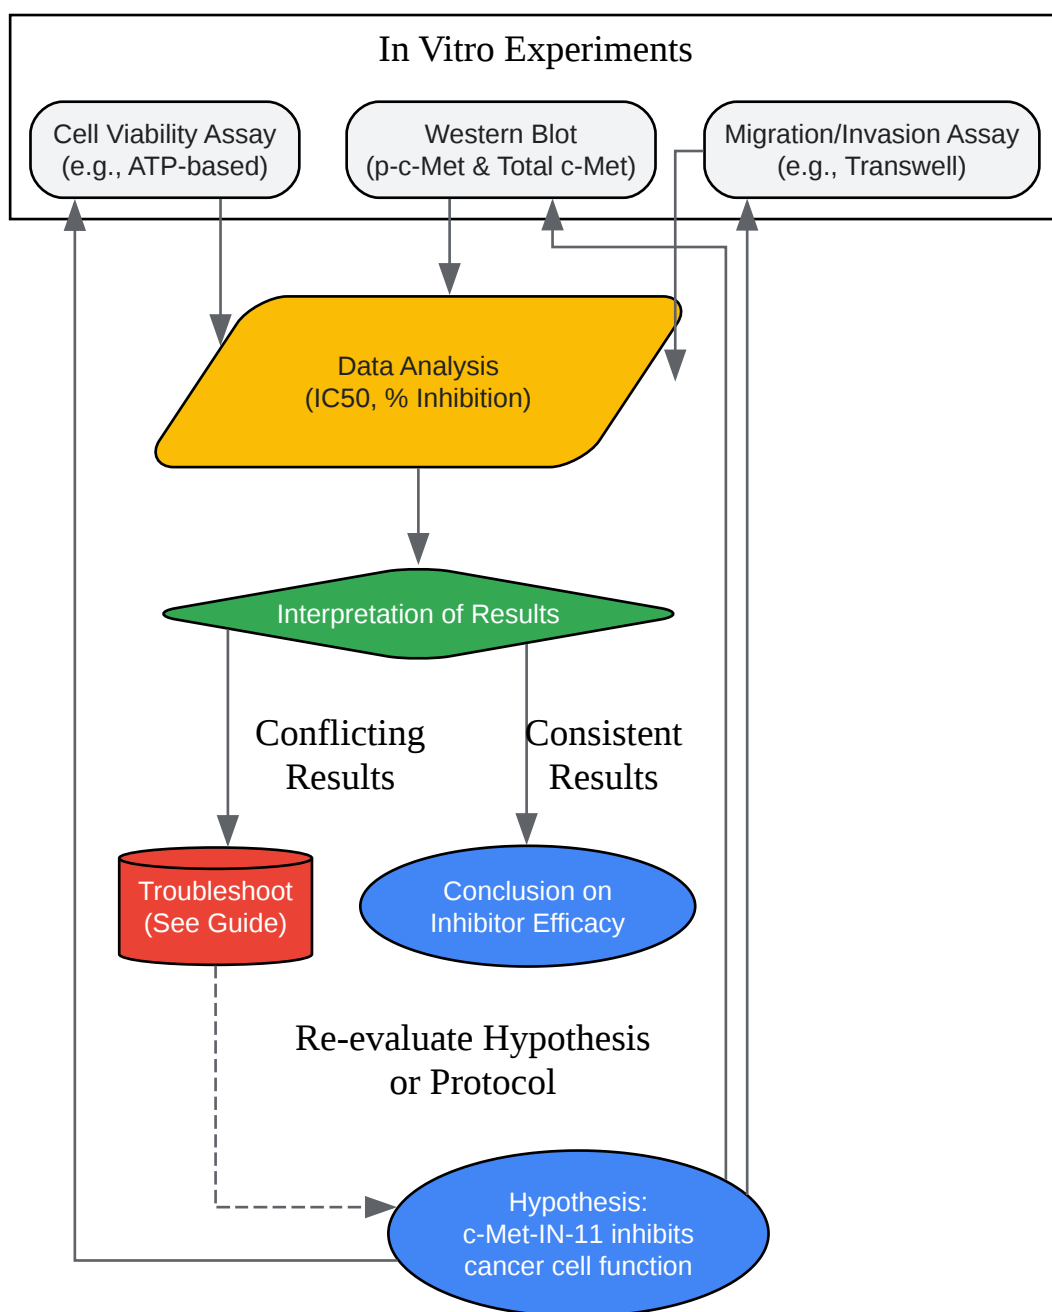 In Vitro Experiments
Cell Viability Assay
(e.g., ATP-based)
Western Blot
(p-c-Met & Total c-Met)
Migration/Invasion Assay
(e.g., Transwell)
Data Analysis
(IC50, % Inhibition)
Interpretation of Results
Conflicting
Results
Consistent
Results
Troubleshoot
(See Guide)
Conclusion on
Inhibitor Efficacy
Re-evaluate Hypothesis
or Protocol
Hypothesis:
c-Met-IN-11 inhibits
cancer cell function